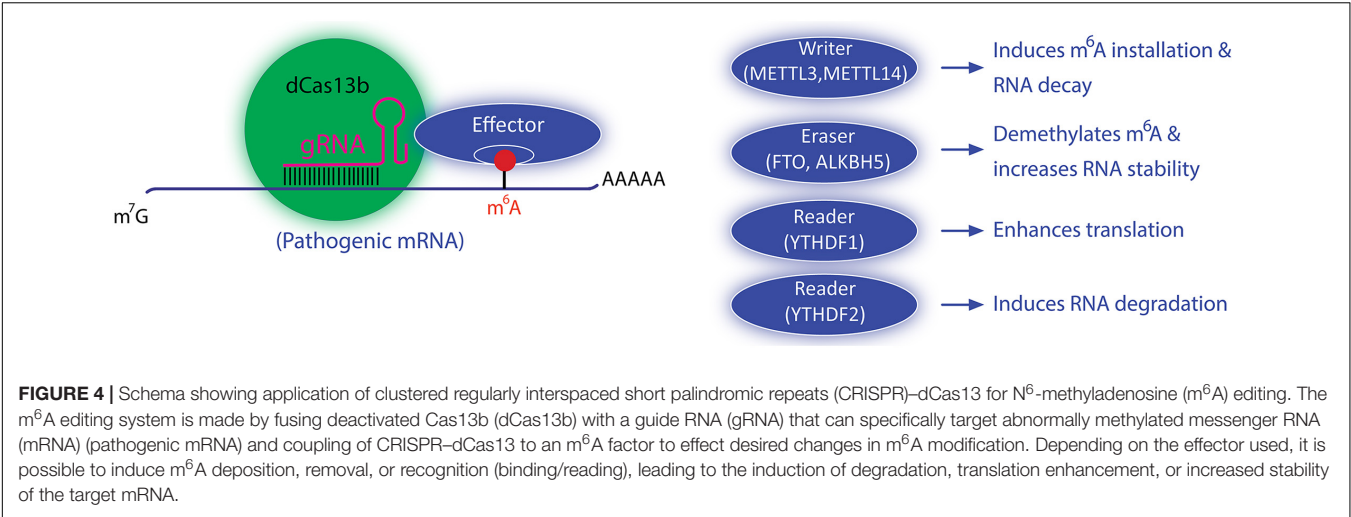 dCas13b
gRNA
Effector
AAAAA
m⁷G
m⁶A
(Pathogenic mRNA)
Writer
(METTL3,METTL14)
Induces m⁶A installation &
RNA decay
Eraser
(FTO, ALKBH5)
Demethylates m⁶A &
increases RNA stability
Reader
(YTHDF1)
Enhances translation
Reader
(YTHDF2)
Induces RNA degradation
FIGURE 4 | Schema showing application of clustered regularly interspaced short palindromic repeats (CRISPR)–dCas13 for N⁶-methyladenosine (m⁶A) editing. The
m⁶A editing system is made by fusing deactivated Cas13b (dCas13b) with a guide RNA (gRNA) that can specifically target abnormally methylated messenger RNA
(mRNA) (pathogenic mRNA) and coupling of CRISPR–dCas13 to an m⁶A factor to effect desired changes in m⁶A modification. Depending on the effector used, it is
possible to induce m⁶A deposition, removal, or recognition (binding/reading), leading to the induction of degradation, translation enhancement, or increased stability
of the target mRNA.